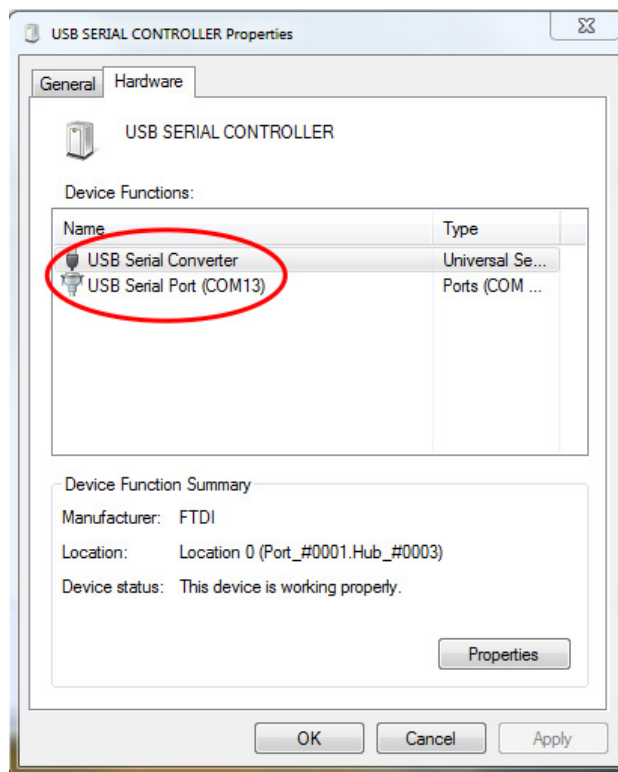 USB SERIAL CONTROLLER Properties
General Hardware
USB SERIAL CONTROLLER
Device Functions:
Name Type
USB Serial Converter Universal Se...
USB Serial Port (COM13) Ports (COM ...
Device Function Summary
Manufacturer: FTDI
Location: Location 0 (Port_#0001.Hub_#0003)
Device status: This device is working properly.
Properties
OK Cancel Apply